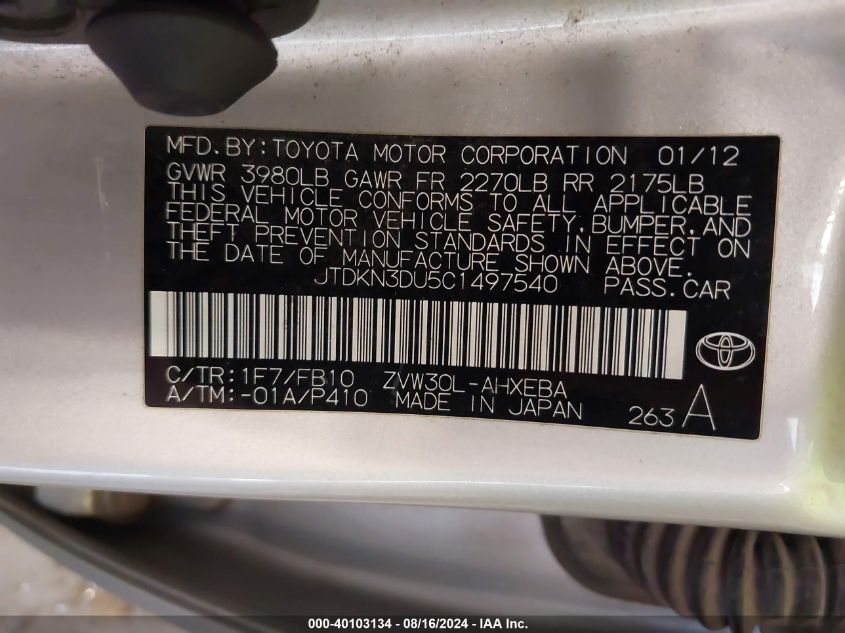 MFD.BY:TOYOTA MOTOR CORPORATION 01/12
GVWR 3980LB GAWR FR 2270LB RR 2175LB
THIS VEHICLE CONFORMS TO ALL APPLICABLE
FEDERAL MOTOR VEHICLE SAFETY,BUMPER,AND
THEFT PREVENTION STANDARDS IN EFFECT ON
THE DATE OF MANUFACTURE SHOWN ABOVE.
JTDKN3DU5C1497540 PASS.CAR
C/TR:1F7/FB10 ZVW30L-AHXEBA
A/TM:-01A/P410 MADE IN JAPAN 263 A
000-40103134 - 08/16/2024 - IAA Inc.